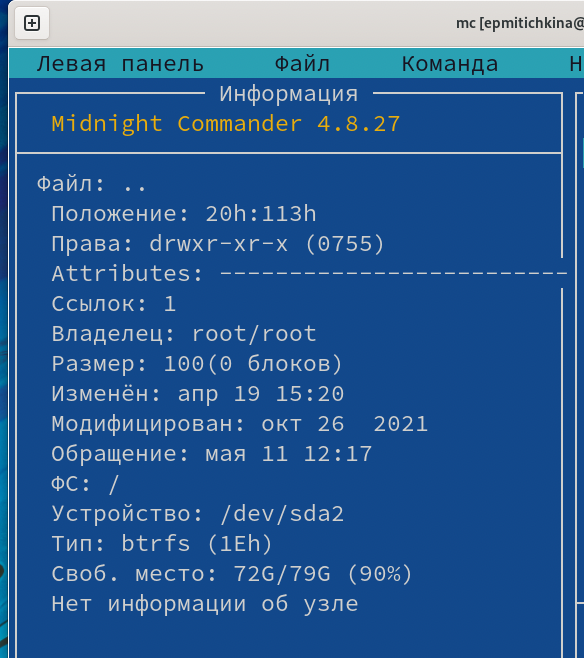 mc [epmitichkina@
Левая панель Файл Команда Н
Информация
Midnight Commander 4.8.27
Файл: ..
Положение: 20h:113h
Права: drwxr-xr-x (0755)
Attributes: -------------------------
Ссылок: 1
Владелец: root/root
Размер: 100(0 блоков)
Изменён: апр 19 15:20
Модифицирован: окт 26  2021
Обращение: мая 11 12:17
ФС: /
Устройство: /dev/sda2
Тип: btrfs (1Eh)
Своб. место: 72G/79G (90%)
Нет информации об узле